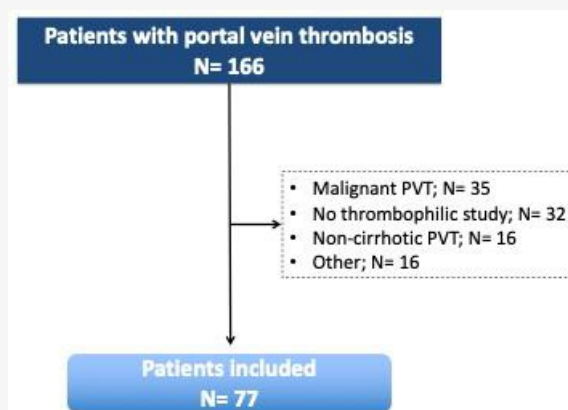 Patients with portal vein thrombosis
N= 166
• Malignant PVT; N= 35
• No thrombophilic study; N= 32
• Non-cirrhotic PVT; N= 16
• Other; N= 16
Patients included
N= 77